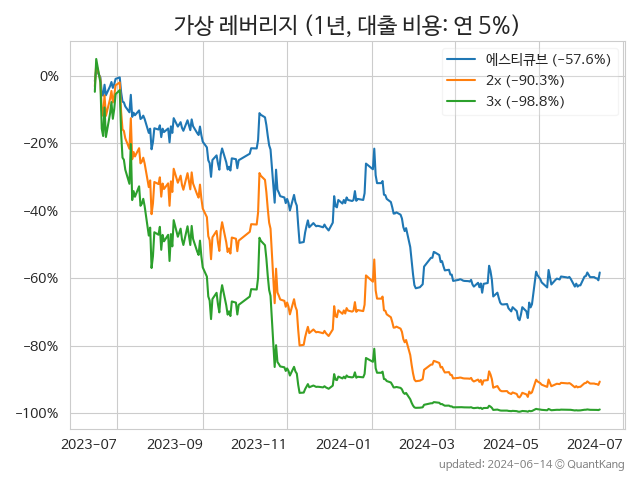 가상 레버리지 (1년, 대출 비용: 연 5%)
에스티큐브 (−57.6%)
2x (−90.3%)
3x (−98.8%)
0%
−20%
−40%
−60%
−80%
−100%
2023-07 2023-09 2023-11 2024-01 2024-03 2024-05 2024-07
updated: 2024-06-14 © QuantKang